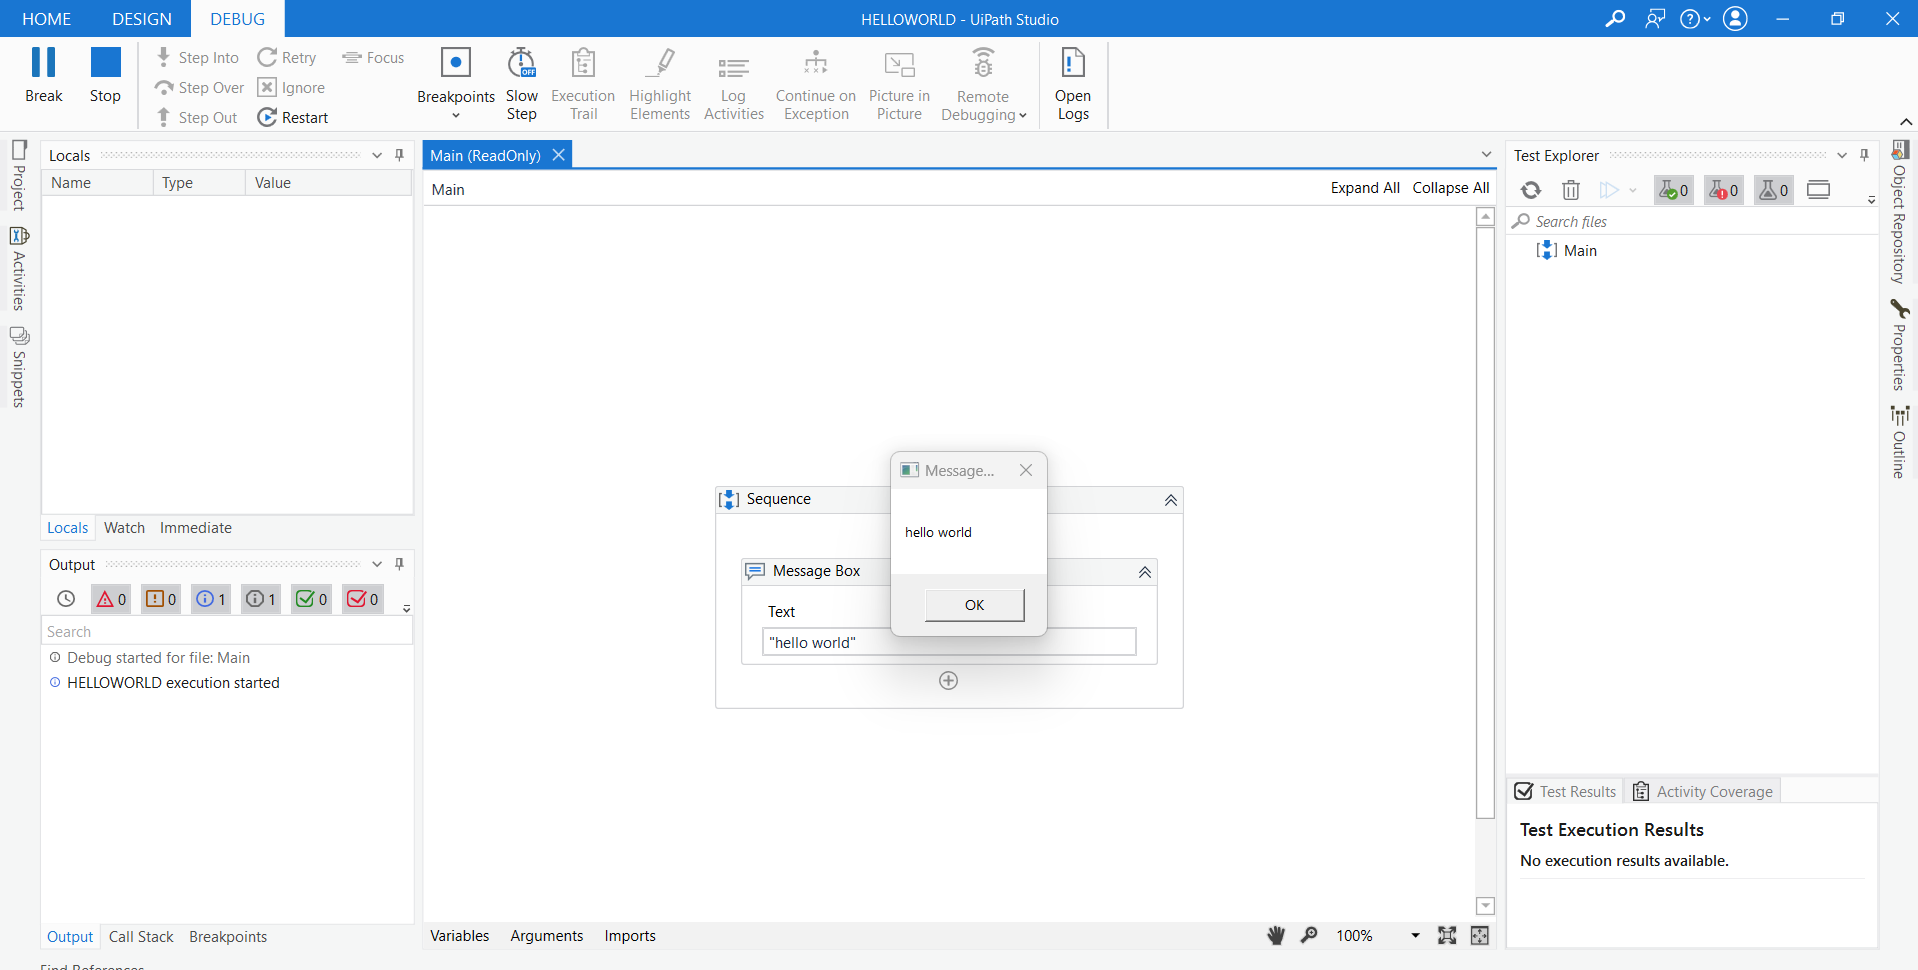 HOME DESIGN DEBUG HELLOWORLD - UiPath Studio
Break Stop
Step Into Retry Focus
Step Over Ignore
Step Out Restart
Breakpoints
Slow Step
OFF
Execution Trail
Highlight Elements
Log Activities
Continue on Exception
Picture in Picture
Remote Debugging
Open Logs
Project
Activities
Snippets
Locals
Name Type Value
Locals Watch Immediate
Output
0 0 1 1 0 0
Search
Debug started for file: Main
HELLOWORLD execution started
Output Call Stack Breakpoints
Find References
Main (ReadOnly)
Main Expand All Collapse All
Sequence
Message Box
Text
"hello world"
Message...
hello world
OK
Variables Arguments Imports 100%
Test Explorer
0 0 0
Search files
Main
Test Results Activity Coverage
Test Execution Results
No execution results available.
Object Repository
Properties
Outline